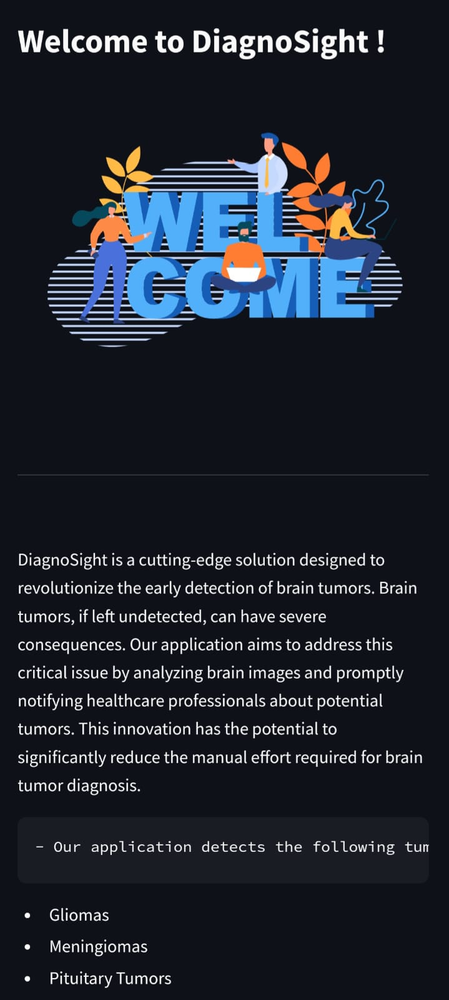 Welcome to DiagnoSight !
WEL
COME
DiagnoSight is a cutting-edge solution designed to
revolutionize the early detection of brain tumors. Brain
tumors, if left undetected, can have severe
consequences. Our application aims to address this
critical issue by analyzing brain images and promptly
notifying healthcare professionals about potential
tumors. This innovation has the potential to
significantly reduce the manual effort required for brain
tumor diagnosis.
- Our application detects the following tum
• Gliomas
• Meningiomas
• Pituitary Tumors